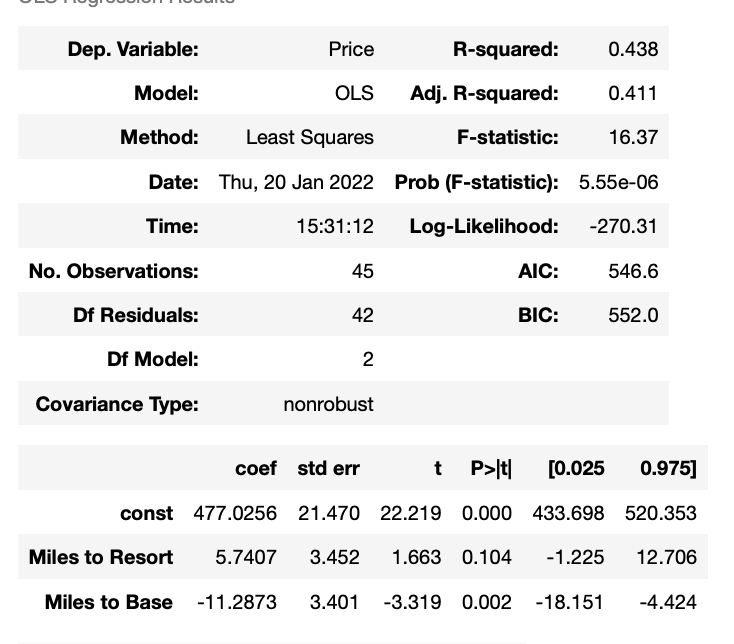 OLS Regression Results
Dep. Variable: Price R-squared: 0.438
Model: OLS Adj. R-squared: 0.411
Method: Least Squares F-statistic: 16.37
Date: Thu, 20 Jan 2022 Prob (F-statistic): 5.55e-06
Time: 15:31:12 Log-Likelihood: -270.31
No. Observations: 45 AIC: 546.6
Df Residuals: 42 BIC: 552.0
Df Model: 2
Covariance Type: nonrobust
coef std err t P>|t| [0.025 0.975]
const 477.0256 21.470 22.219 0.000 433.698 520.353
Miles to Resort 5.7407 3.452 1.663 0.104 -1.225 12.706
Miles to Base -11.2873 3.401 -3.319 0.002 -18.151 -4.424